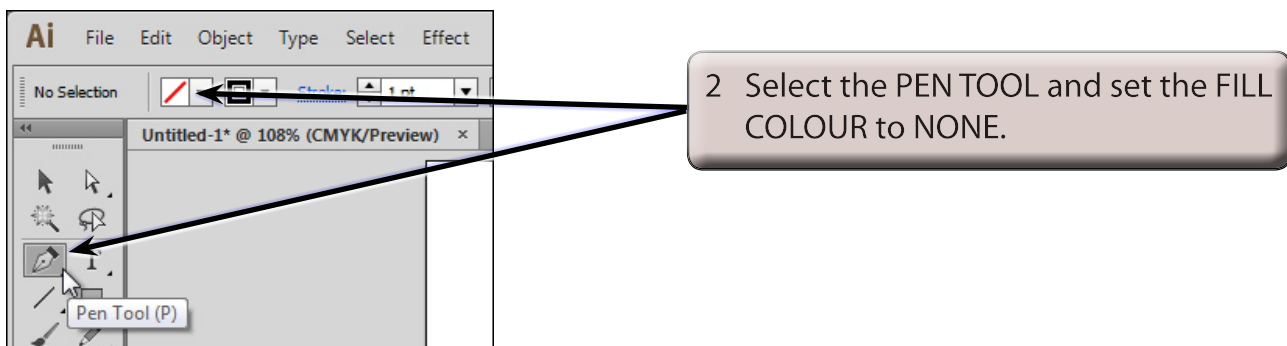 Ai File Edit Object Type Select Effect
No Selection 1 pt
Untitled-1* @ 108% (CMYK/Preview) ×
Pen Tool (P)
2 Select the PEN TOOL and set the FILL
COLOUR to NONE.